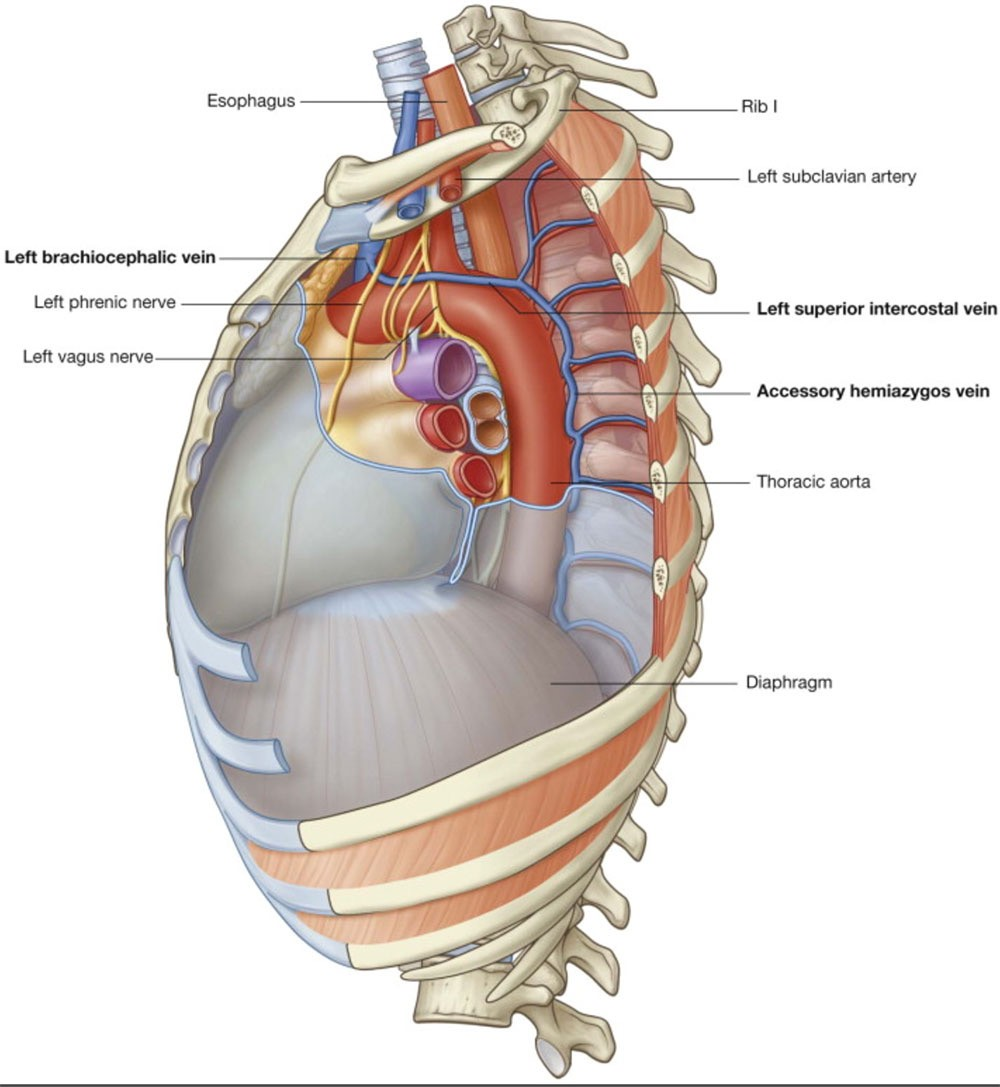 Esophagus
Rib I
Left subclavian artery
Left brachiocephalic vein
Left phrenic nerve
Left superior intercostal vein
Left vagus nerve
Accessory hemiazygos vein
Thoracic aorta
Diaphragm